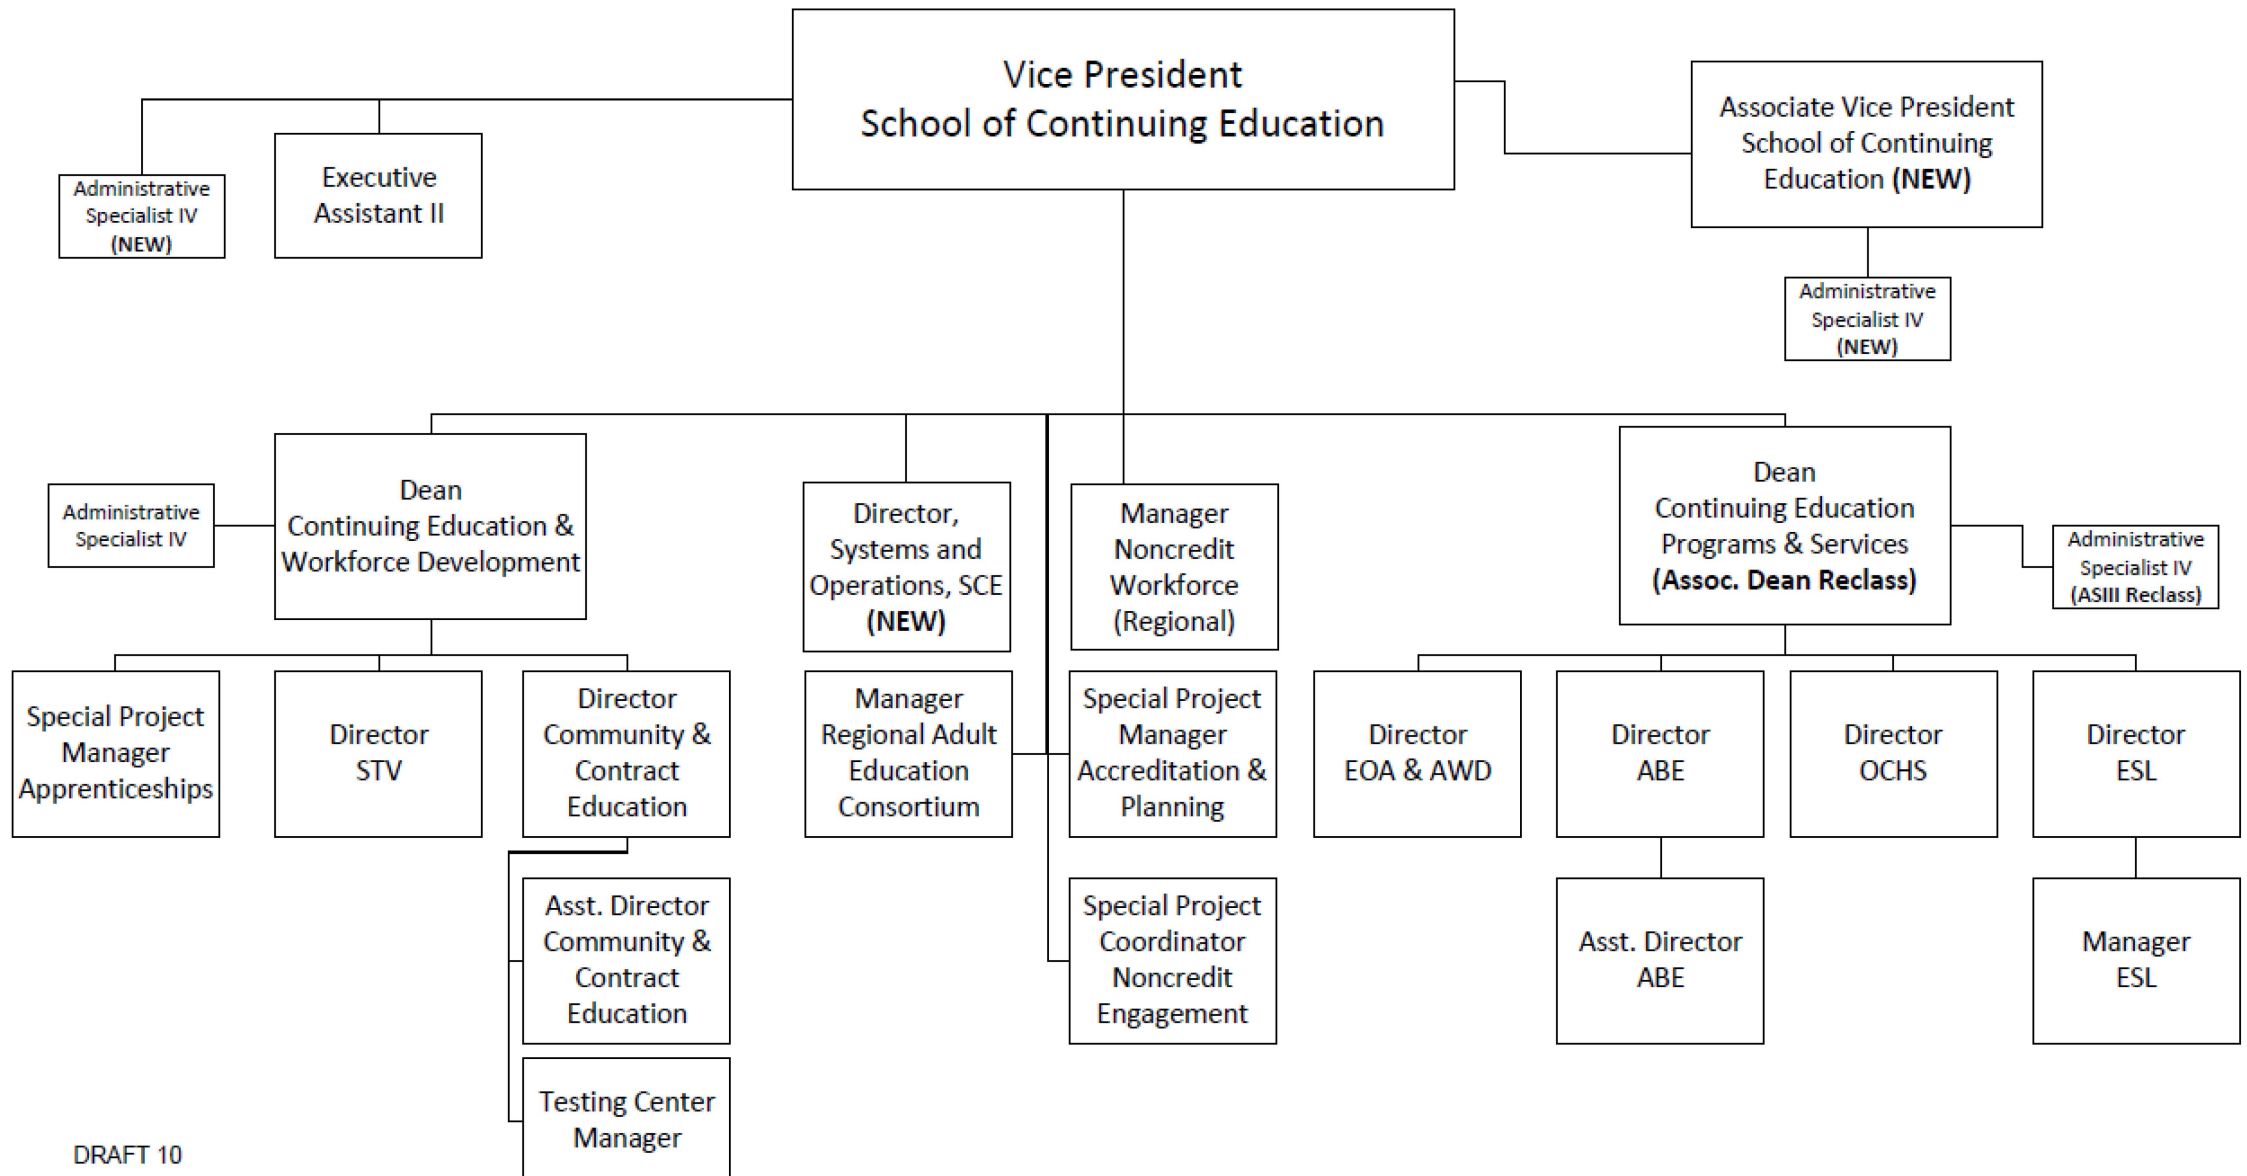 Vice President
School of Continuing Education
Associate Vice President
School of Continuing
Education (NEW)
Administrative
Specialist IV
(NEW)
Executive
Assistant II
Administrative
Specialist IV
(NEW)
Administrative
Specialist IV
Dean
Continuing Education &
Workforce Development
Director,
Systems and
Operations, SCE
(NEW)
Manager
Noncredit
Workforce
(Regional)
Dean
Continuing Education
Programs & Services
(Assoc. Dean Reclass)
Administrative
Specialist IV
(ASIII Reclass)
Special Project
Manager
Apprenticeships
Director
STV
Director
Community &
Contract
Education
Manager
Regional Adult
Education
Consortium
Special Project
Manager
Accreditation &
Planning
Director
EOA & AWD
Director
ABE
Director
OCHS
Director
ESL
Asst. Director
Community &
Contract
Education
Special Project
Coordinator
Noncredit
Engagement
Asst. Director
ABE
Manager
ESL
Testing Center
Manager
DRAFT 10